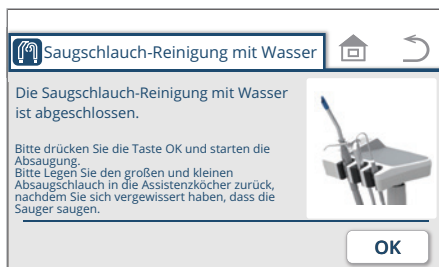 Saugschlauch-Reinigung mit Wasser
Die Saugschlauch-Reinigung mit Wasser
ist abgeschlossen.
Bitte drücken Sie die Taste OK und starten die
Absaugung.
Bitte Legen Sie den großen und kleinen
Absaugschlauch in die Assistenzköcher zurück,
nachdem Sie sich vergewissert haben, dass die
Sauger saugen.
OK